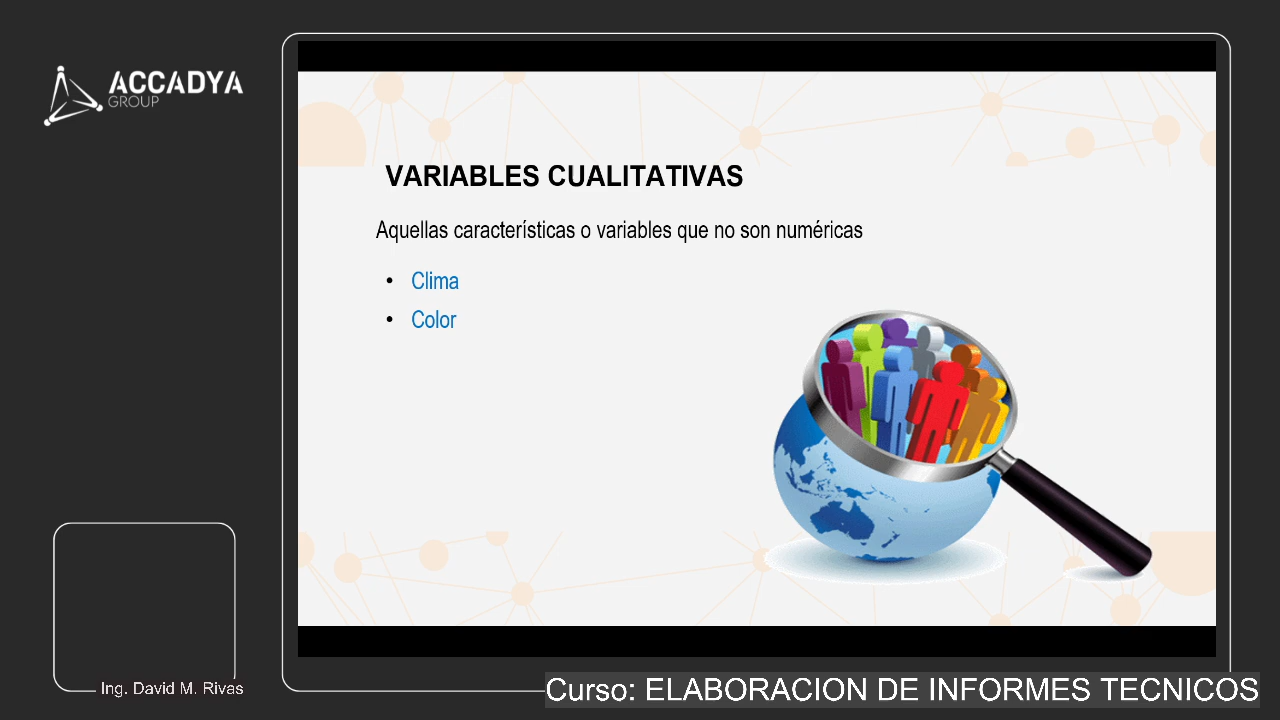 ACCADYA
GROUP
VARIABLES CUALITATIVAS
Aquellas características o variables que no son numéricas
• Clima
• Color
Ing. David M. Rivas
Curso: ELABORACION DE INFORMES TECNICOS